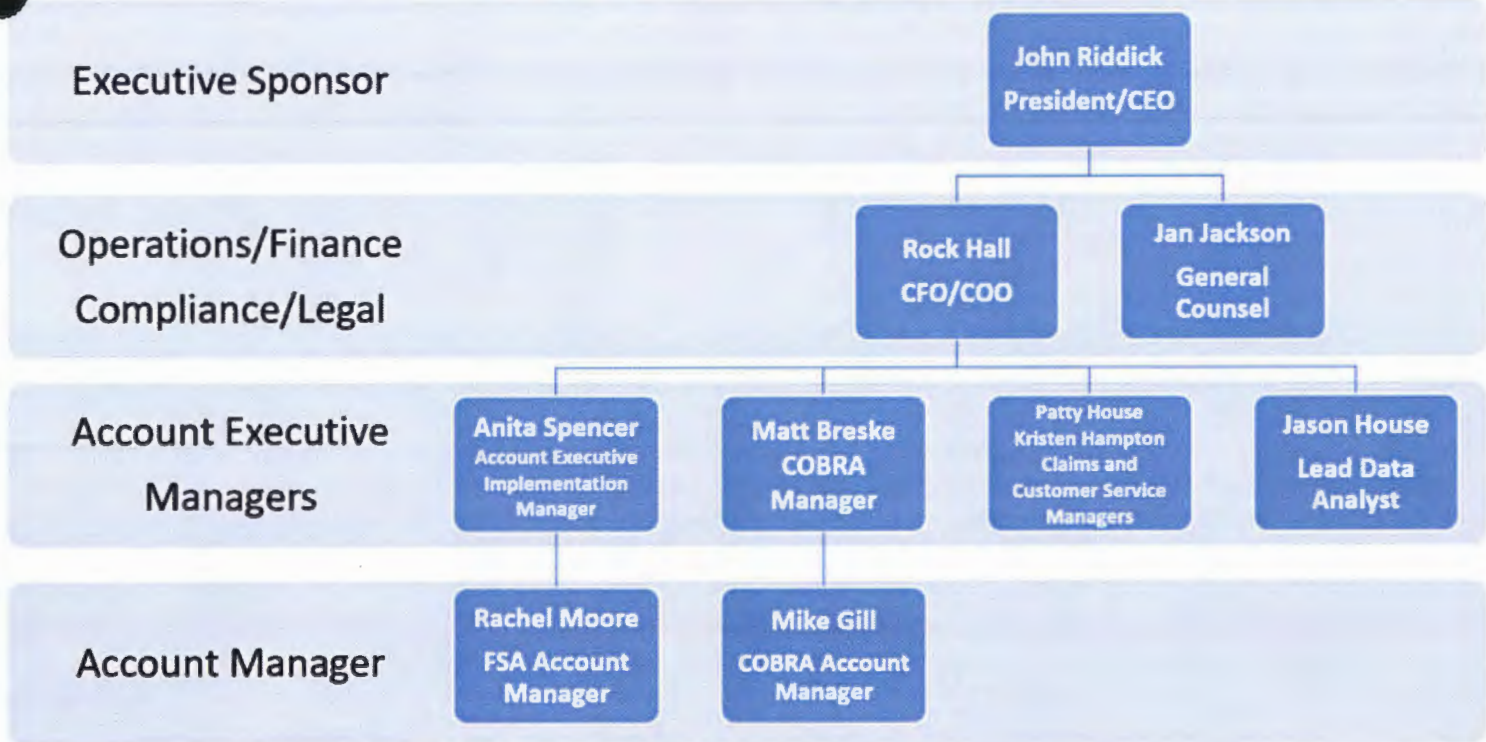 Executive Sponsor
John Riddick
President/CEO
Operations/Finance
Compliance/Legal
Rock Hall
CFO/COO
Jan Jackson
General
Counsel
Account Executive
Managers
Anita Spencer
Account Executive
Implementation
Manager
Matt Breske
COBRA
Manager
Patty House
Kristen Hampton
Claims and
Customer Service
Managers
Jason House
Lead Data
Analyst
Account Manager
Rachel Moore
FSA Account
Manager
Mike Gill
COBRA Account
Manager